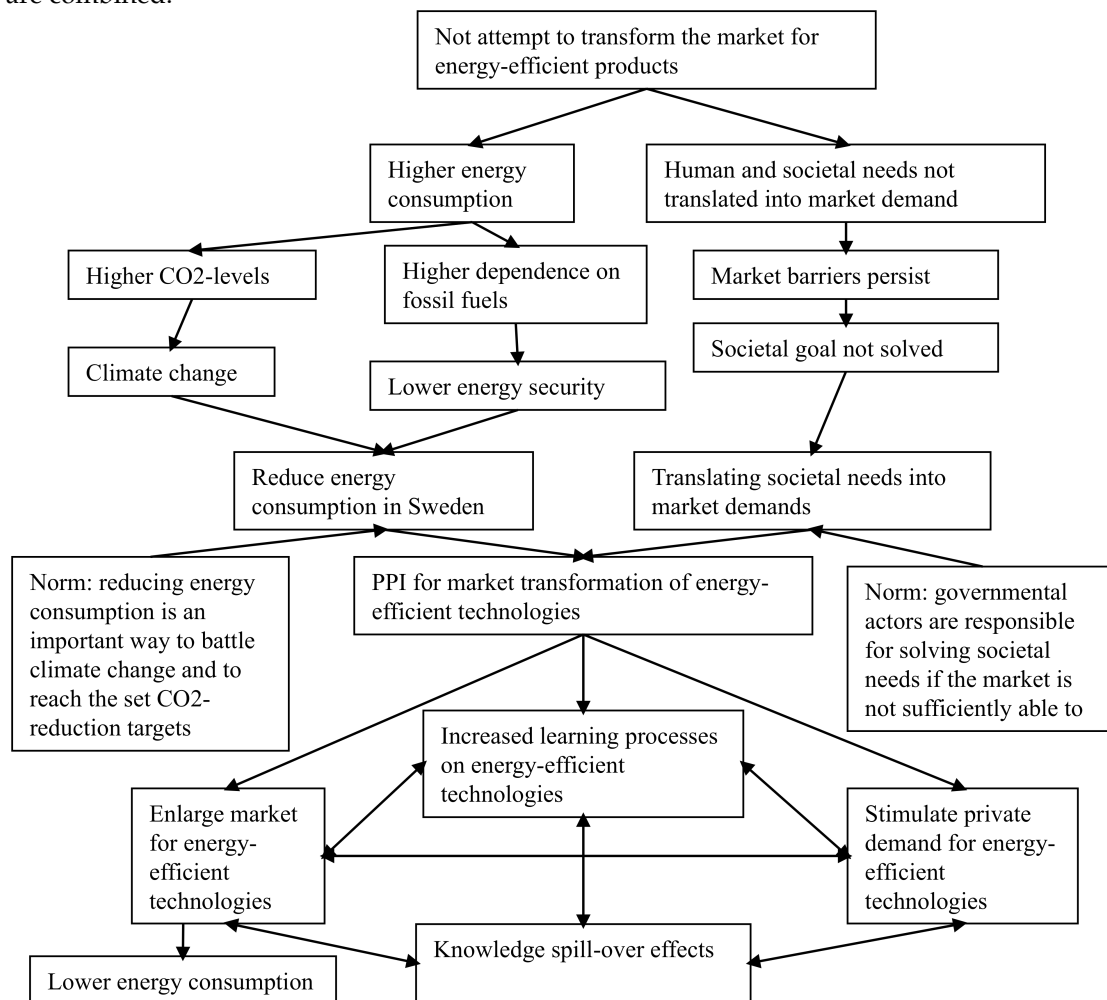 are combined.
Not attempt to transform the market for
energy-efficient products
Higher energy
consumption
Human and societal needs not
translated into market demand
Higher CO2-levels
Higher dependence on
fossil fuels
Market barriers persist
Climate change
Lower energy security
Societal goal not solved
Reduce energy
consumption in Sweden
Translating societal needs into
market demands
Norm: reducing energy
consumption is an
important way to battle
climate change and to
reach the set CO2-
reduction targets
PPI for market transformation of energy-
efficient technologies
Norm: governmental
actors are responsible
for solving societal
needs if the market is
not sufficiently able to
Increased learning processes
on energy-efficient
technologies
Enlarge market
for energy-
efficient
technologies
Stimulate private
demand for energy-
efficient
technologies
Knowledge spill-over effects
Lower energy consumption